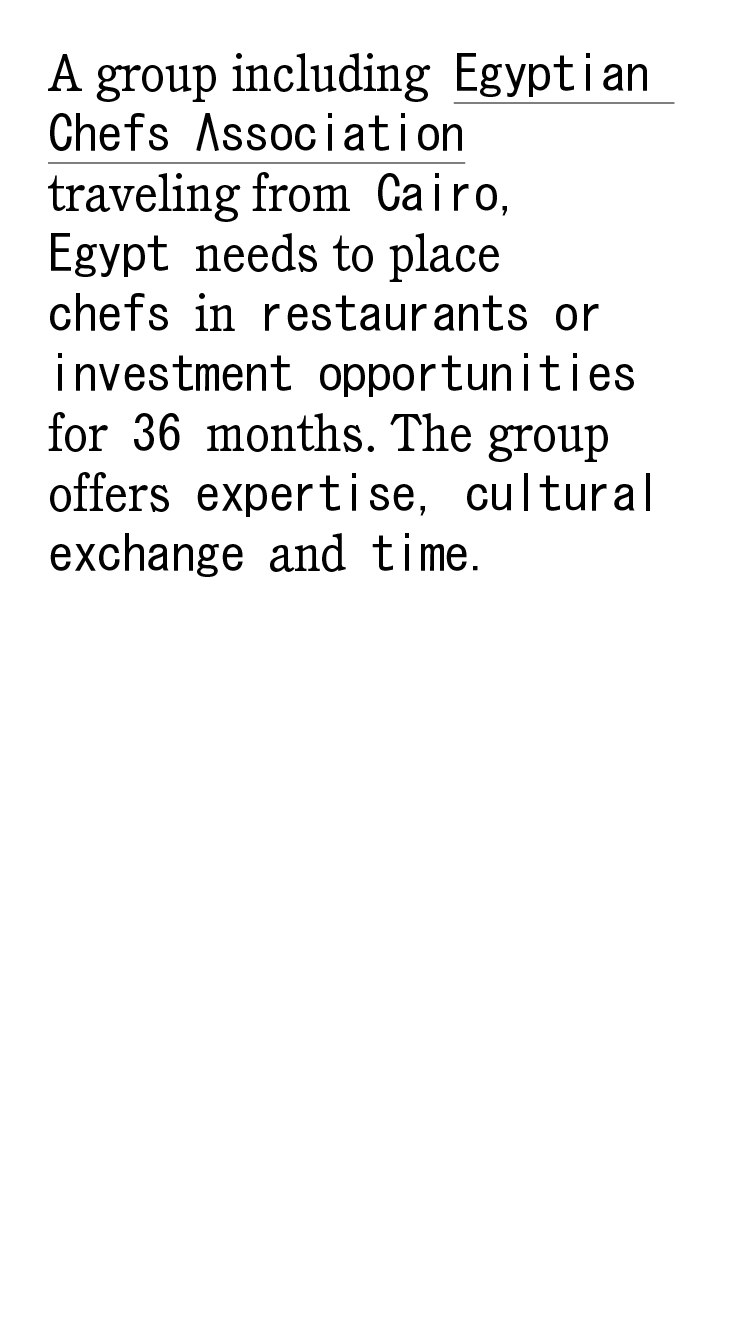 A group including Egyptian
Chefs Association
traveling from Cairo,
Egypt needs to place
chefs in restaurants or
investment opportunities
for 36 months. The group
offers expertise, cultural
exchange and time.